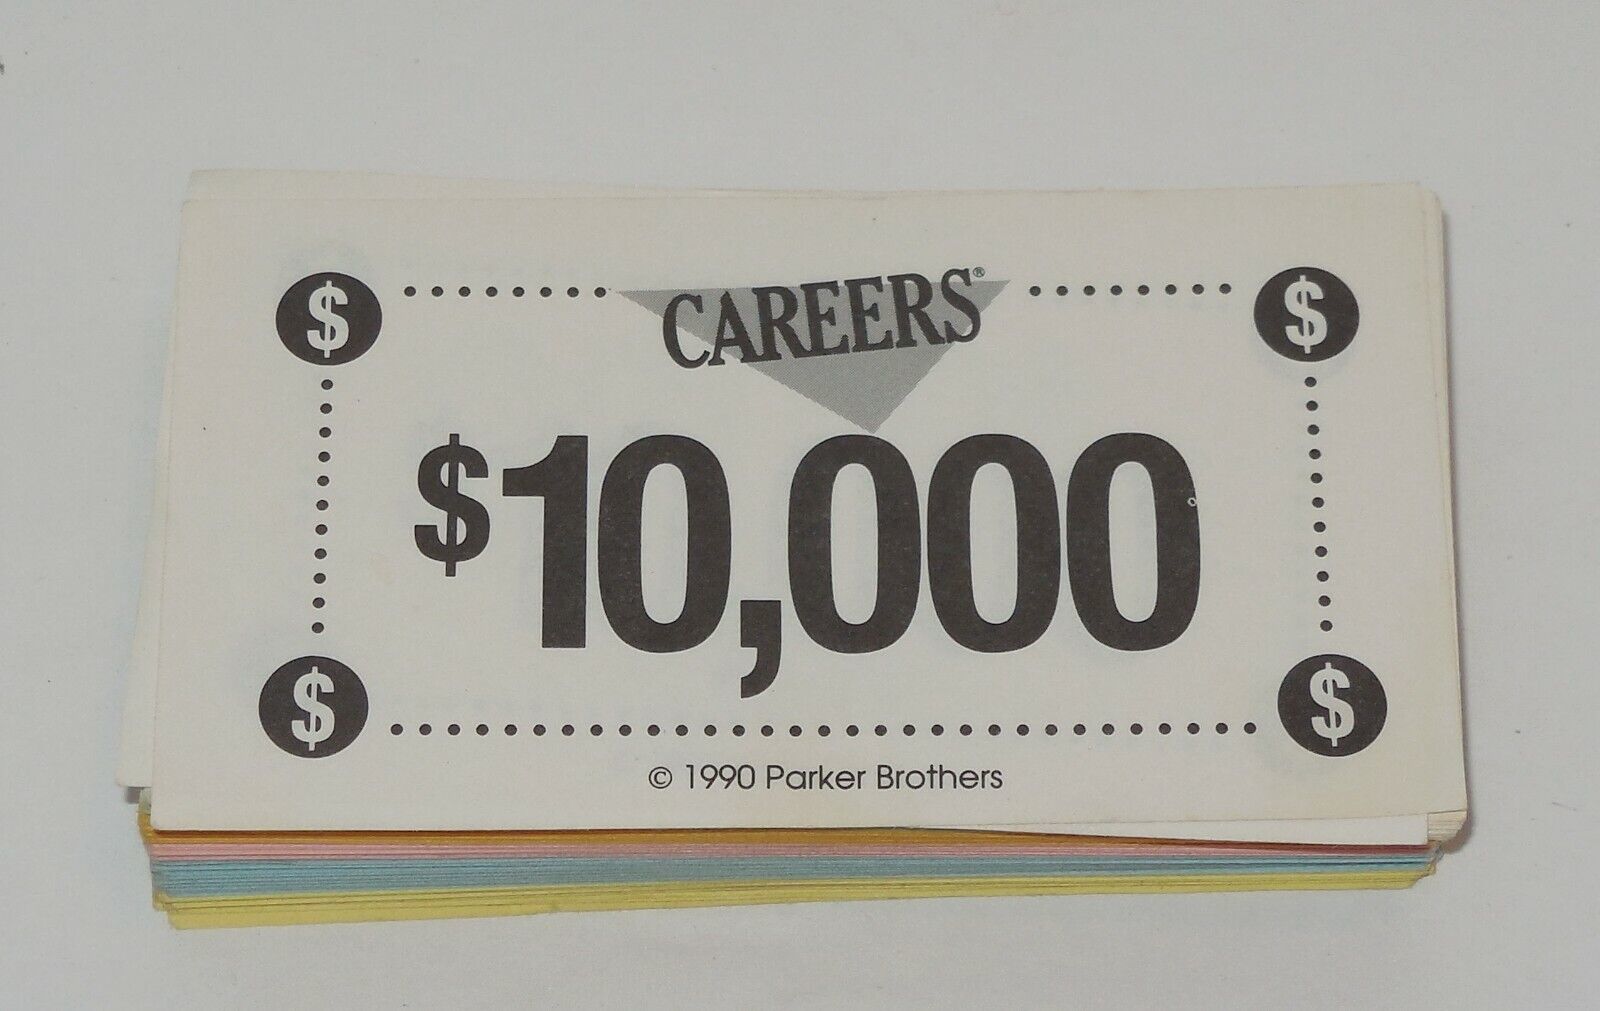 $ CAREERS® $
$10,000
$ $
© 1990 Parker Brothers